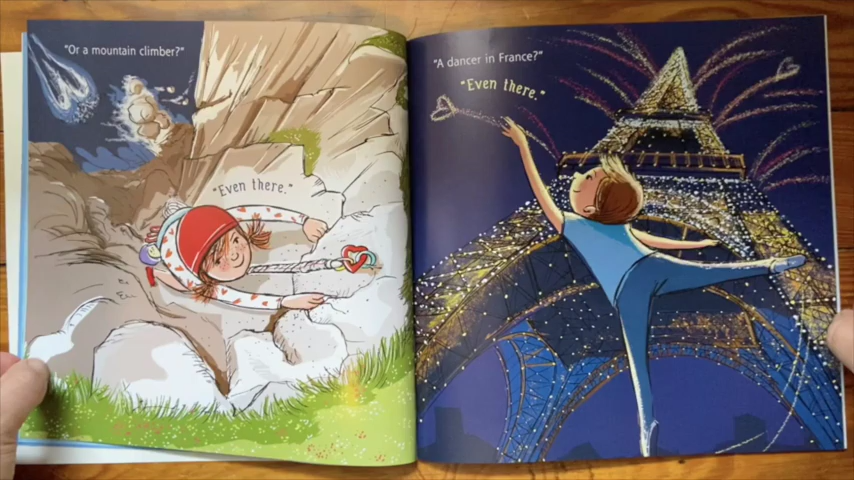 "Or a mountain climber?"
"Even there."
"A dancer in France?"
"Even there."